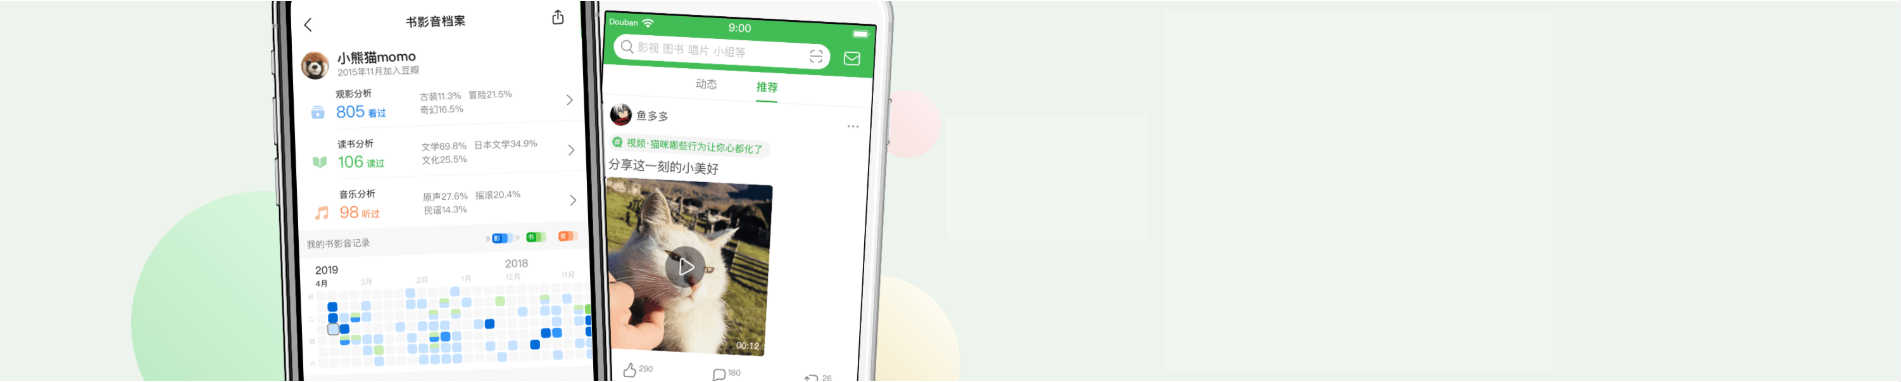 书影音档案
小熊猫momo
2015年11月加入豆瓣
观影分析
805 看过
古装11.3% 冒险21.5%
奇幻16.5%
读书分析
106 读过
文学69.8% 日本文学34.9%
文化25.5%
音乐分析
98 听过
原声27.6% 摇滚20.4%
民谣14.3%
我的书影音记录
影
书
音
2019
2018
4月 3月 2月 1月 12月 11月
日
二
四
六
Douban
9:00
影视 图书 唱片 小组等
动态
推荐
鱼多多
视频·猫咪哪些行为让你心都化了
分享这一刻的小美好
00:12
290
180
26